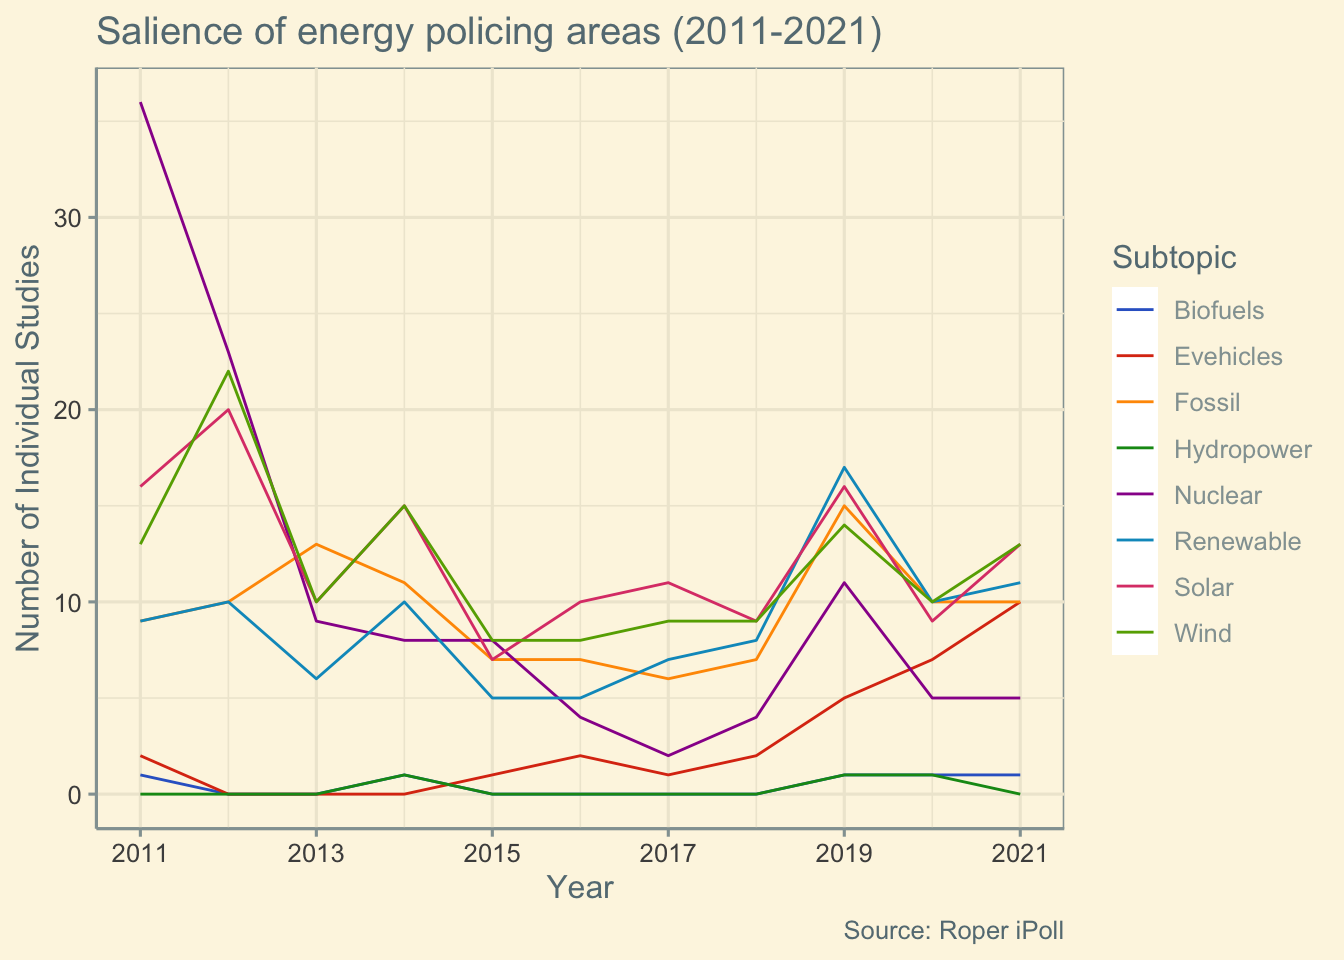 Salience of energy policing areas (2011-2021)
Number of Individual Studies
30
20
10
0
2011 2013 2015 2017 2019 2021
Year
Subtopic
Biofuels
Evehicles
Fossil
Hydropower
Nuclear
Renewable
Solar
Wind
Source: Roper iPoll